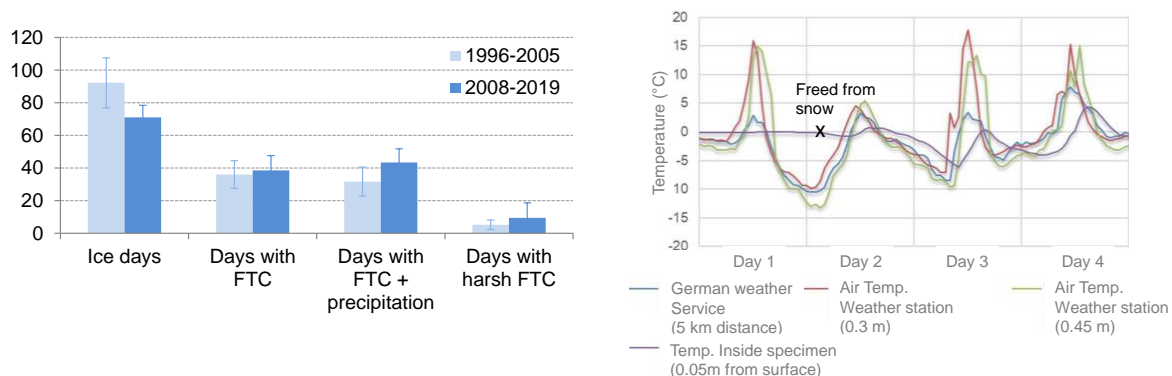 120
100
80
60
40
20
0
1996-2005
2008-2019
Ice days
Days with
FTC
Days with
FTC +
precipitation
Days with
harsh FTC
Temperature (°C)
20
15
10
5
0
-5
10
-15
20
Freed from
snow
X
Day 1
Day 2
Day 3
Day 4
German weather
Service
(5 km distance)
Air Temp.
Weather station
(0.3 m)
Air Temp.
Weather station
(0.45 m)
Temp. Inside specimen
(0.05m from surface)